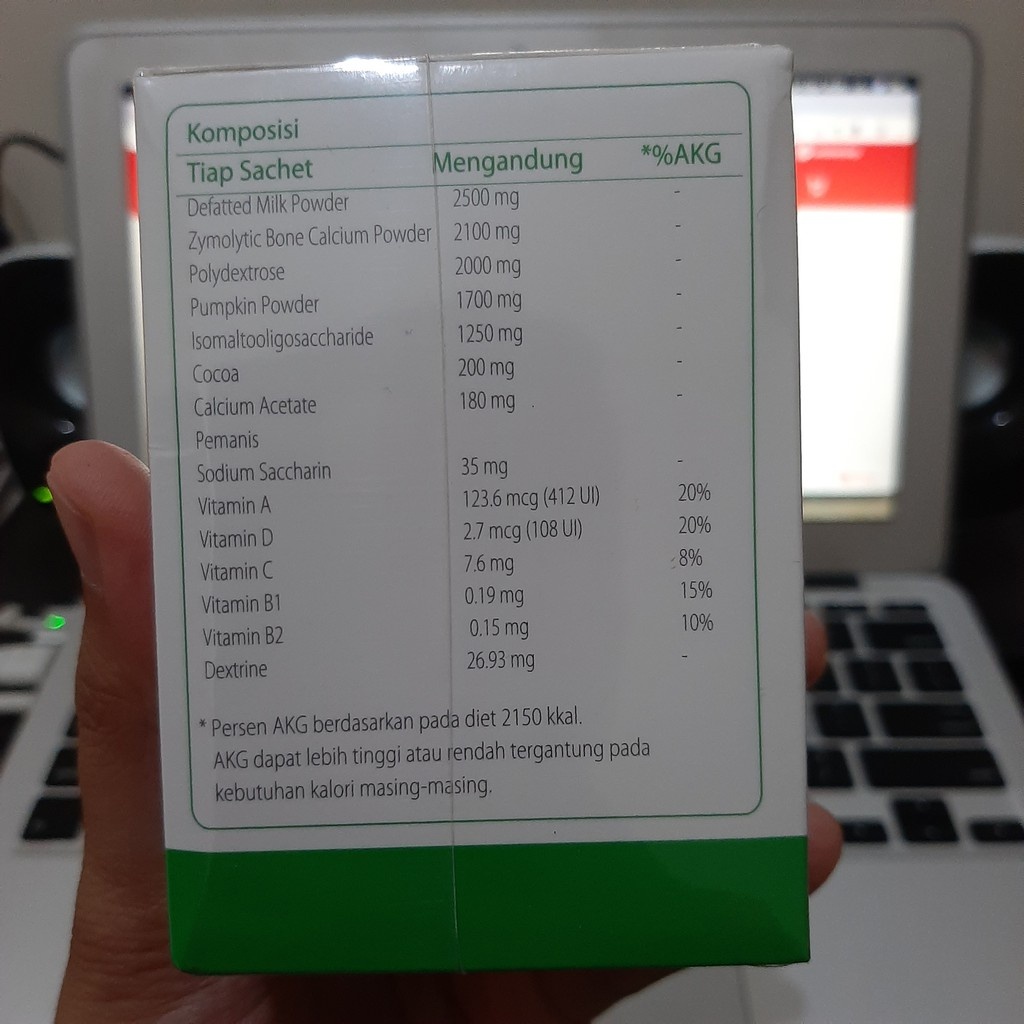 Komposisi
Tiap Sachet Mengandung *%AKG
Defatted Milk Powder 2500 mg -
Zymolytic Bone Calcium Powder 2100 mg -
Polydextrose 2000 mg -
Pumpkin Powder 1700 mg -
Isomaltooligosaccharide 1250 mg -
Cocoa 200 mg -
Calcium Acetate 180 mg -
Pemanis
Sodium Saccharin 35 mg -
Vitamin A 123.6 mcg (412 UI) 20%
Vitamin D 2.7 mcg (108 UI) 20%
Vitamin C 7.6 mg 8%
Vitamin B1 0.19 mg 15%
Vitamin B2 0.15 mg 10%
Dextrine 26.93 mg -
* Persen AKG berdasarkan pada diet 2150 kkal.
AKG dapat lebih tinggi atau rendah tergantung pada
kebutuhan kalori masing-masing.